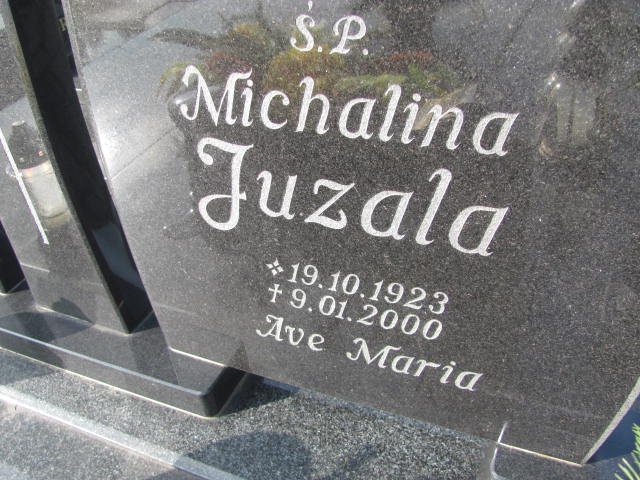 Ś.P.
Michalina
Juzala
19.10.1923
✝ 9.01.2000
Ave Maria